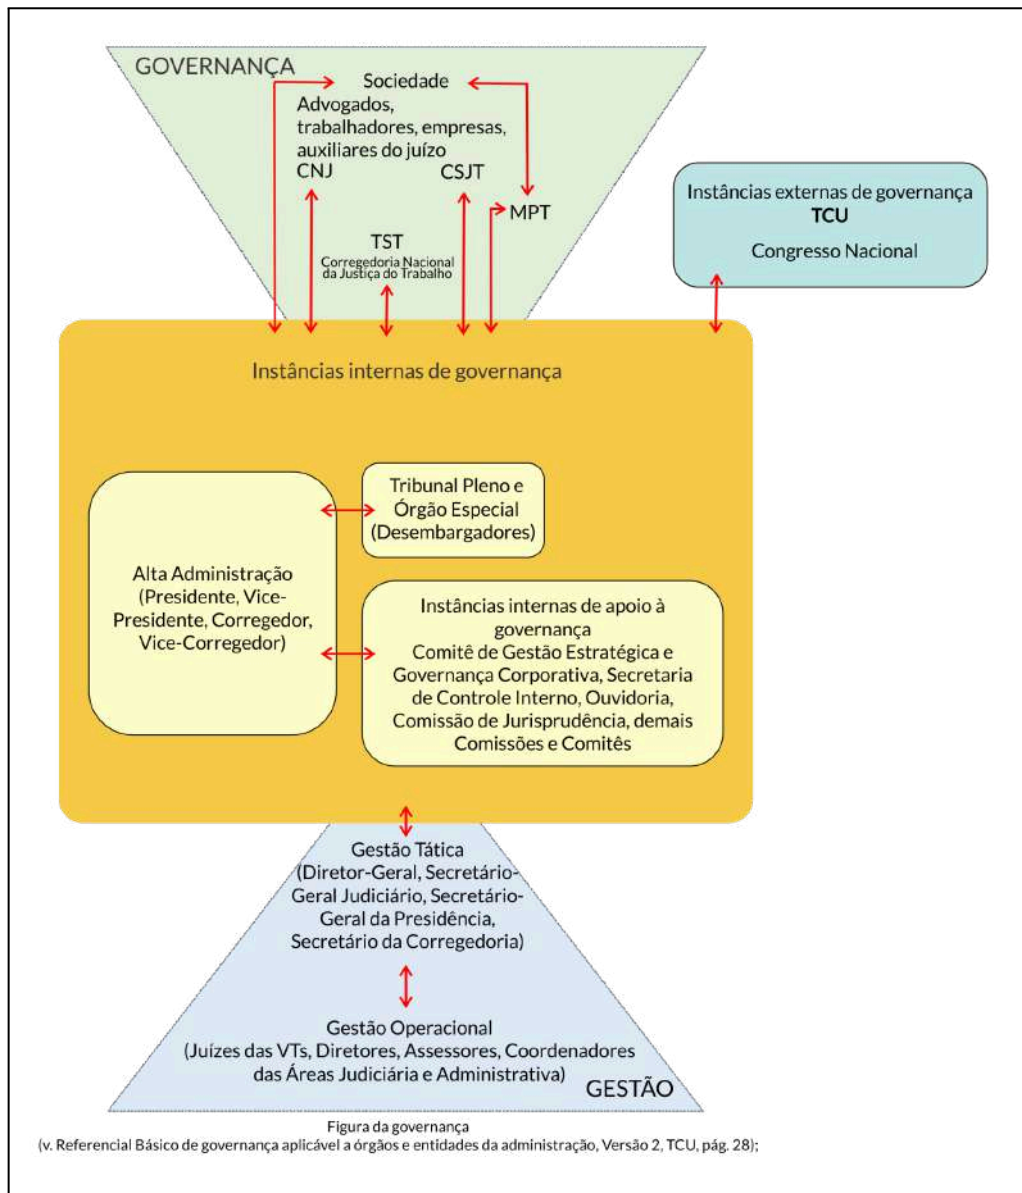 GOVERNANÇA
Sociedade
Advogados,
trabalhadores, empresas,
auxiliares do juízo
CNJ
CSJT
MPT
TST
Corregedoria Nacional
da Justiça do Trabalho
Instâncias externas de governança
TCU
Congresso Nacional
Instâncias internas de governança
Tribunal Pleno e
Órgão Especial
(Desembargadores)
Alta Administração
(Presidente, Vice-
Presidente, Corregedor,
Vice-Corregedor)
Instâncias internas de apoio à
governança
Comitê de Gestão Estratégica e
Governança Corporativa, Secretaria
de Controle Interno, Ouvidoria,
Comissão de Jurisprudência, demais
Comissões e Comitês
Gestão Tática
(Diretor-Geral, Secretário-
Geral Judiciário, Secretário-
Geral da Presidência,
Secretário da Corregedoria)
Gestão Operacional
(Juízes das VTs, Diretores, Assessores, Coordenadores
das Áreas Judiciária e Administrativa)
GESTÃO
Figura da governança
(v. Referencial Básico de governança aplicável a órgãos e entidades da administração, Versão 2, TCU, pág. 28);